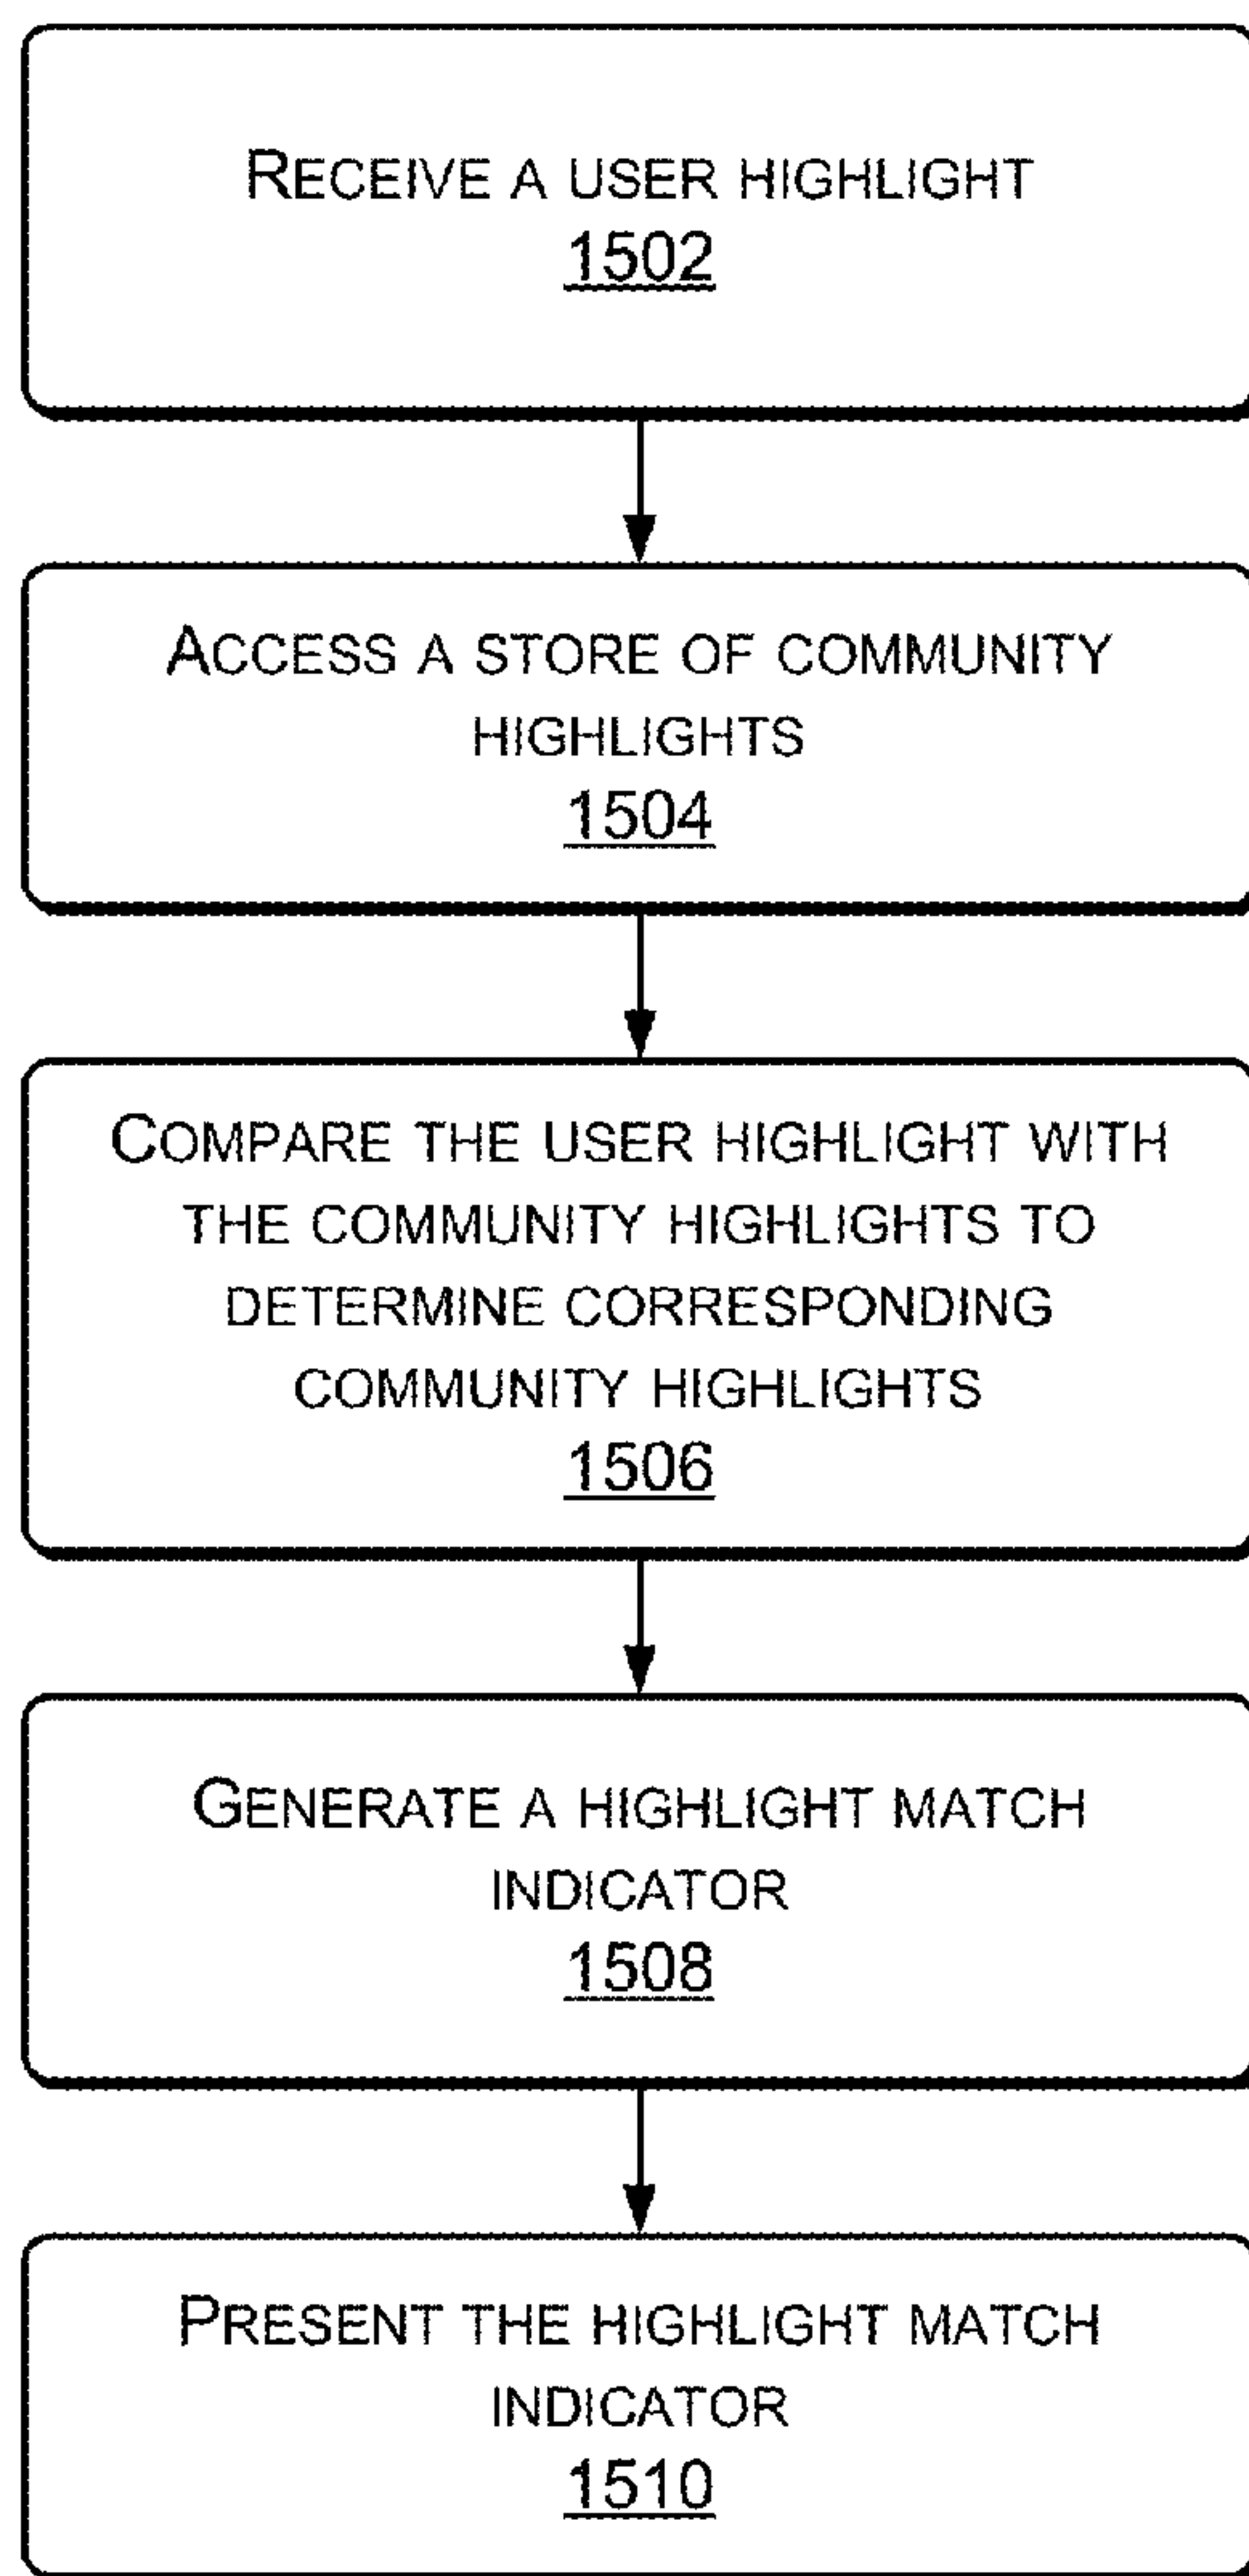 RECEIVE A USER HIGHLIGHT
1502
ACCESS A STORE OF COMMUNITY
HIGHLIGHTS
1504
COMPARE THE USER HIGHLIGHT WITH
THE COMMUNITY HIGHLIGHTS TO
DETERMINE CORRESPONDING
COMMUNITY HIGHLIGHTS
1506
GENERATE A HIGHLIGHT MATCH
INDICATOR
1508
PRESENT THE HIGHLIGHT MATCH
INDICATOR
1510